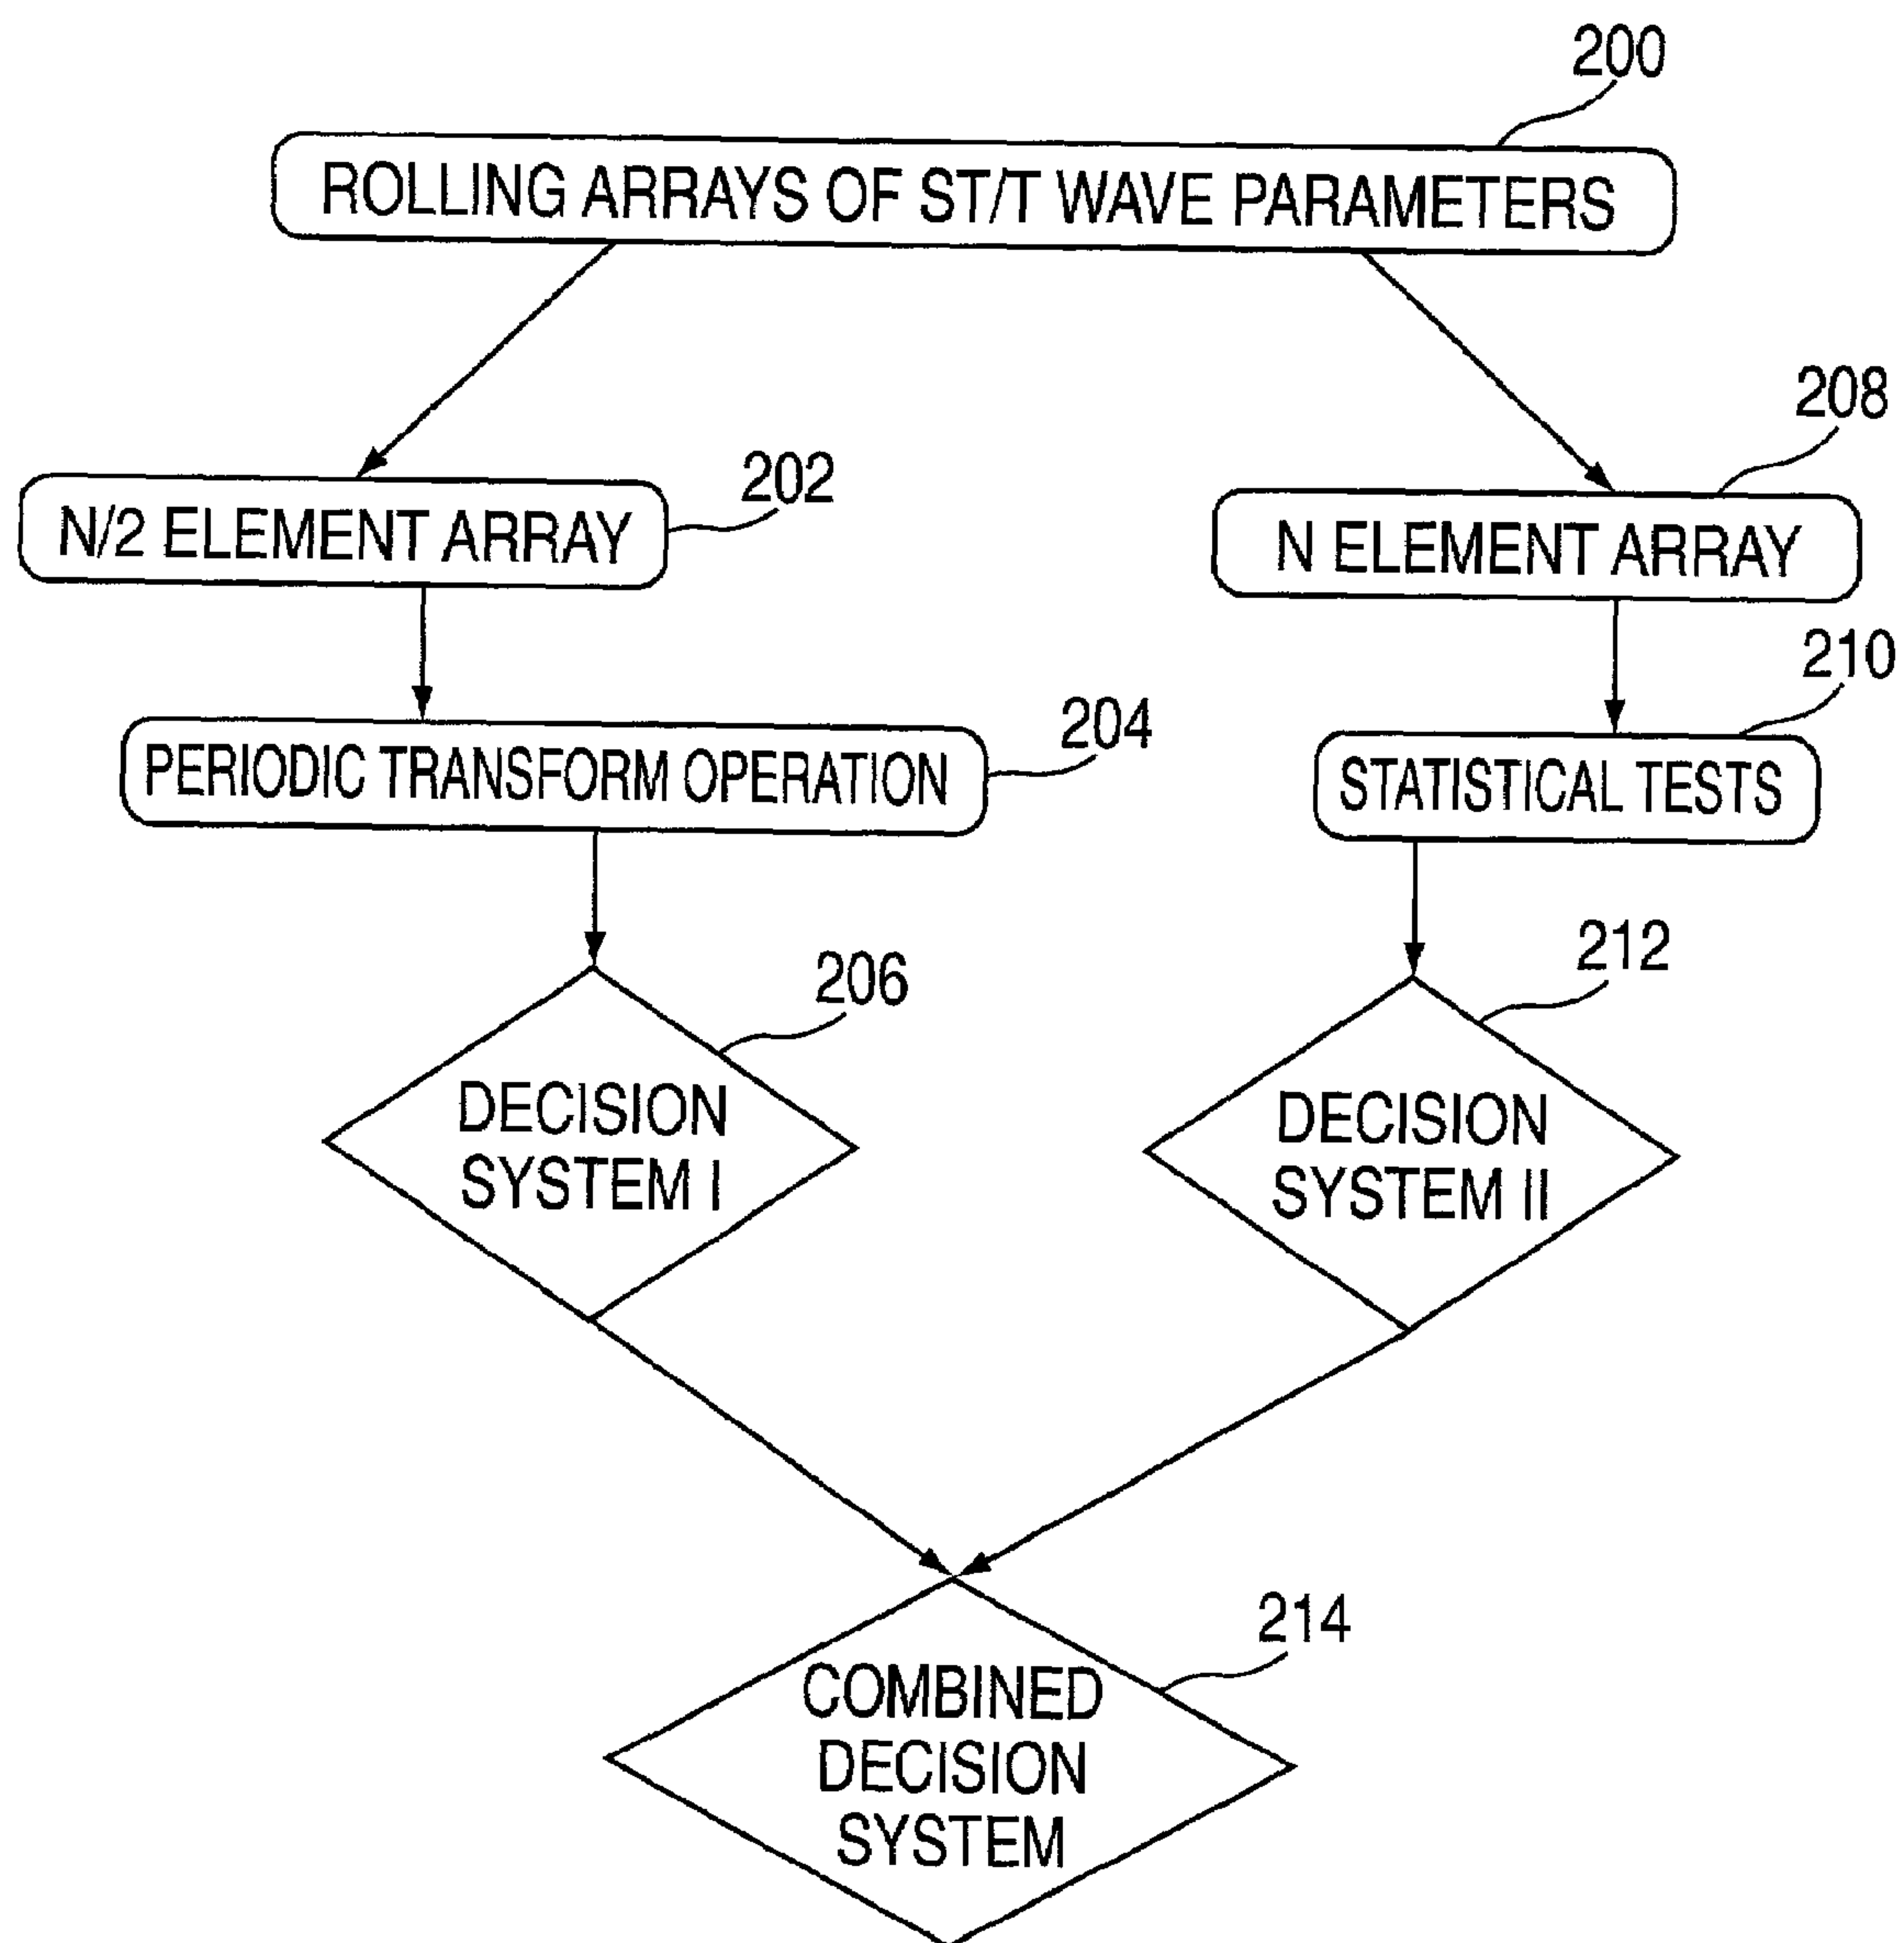 200
ROLLING ARRAYS OF ST/T WAVE PARAMETERS
208
202
N/2 ELEMENT ARRAY
N ELEMENT ARRAY
210
204
PERIODIC TRANSFORM OPERATION
STATISTICAL TESTS
206
212
DECISION
SYSTEM I
DECISION
SYSTEM II
214
COMBINED
DECISION
SYSTEM